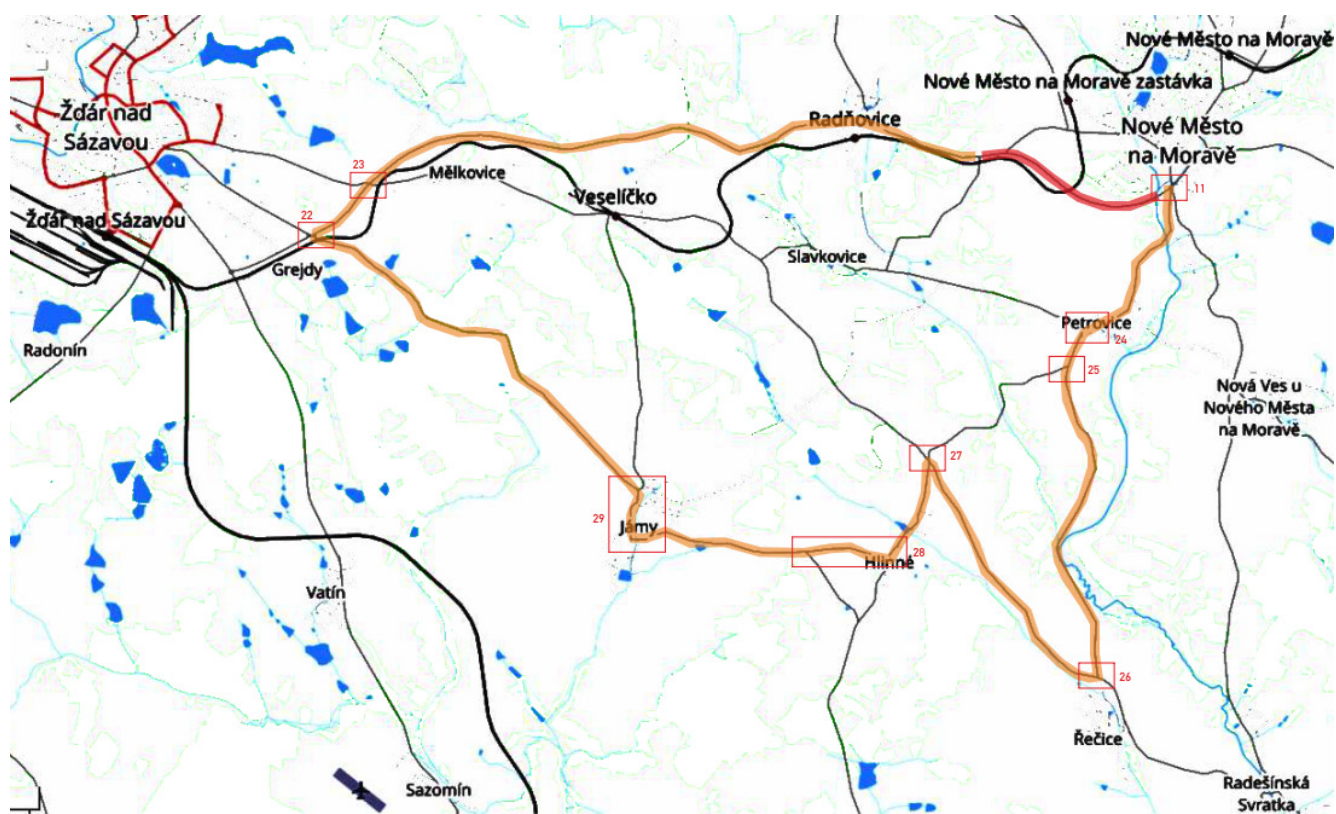 Nové Město na Moravě
Nové Město na Moravě zastávka
Žďár nad
Sázavou
Radňovice
Nové Město
na Moravě
23
Mělkovice
11
Veselíčko
22
Žďár nad Sázavou
Slavkovice
Grejdy
Petrovice
24
Radonín
25
Nová Ves u
Nového Města
na Moravě
27
29
Jámy
28
Hlinné
Vatín
26
Řečice
Sazomín
Radešínská
Svratka